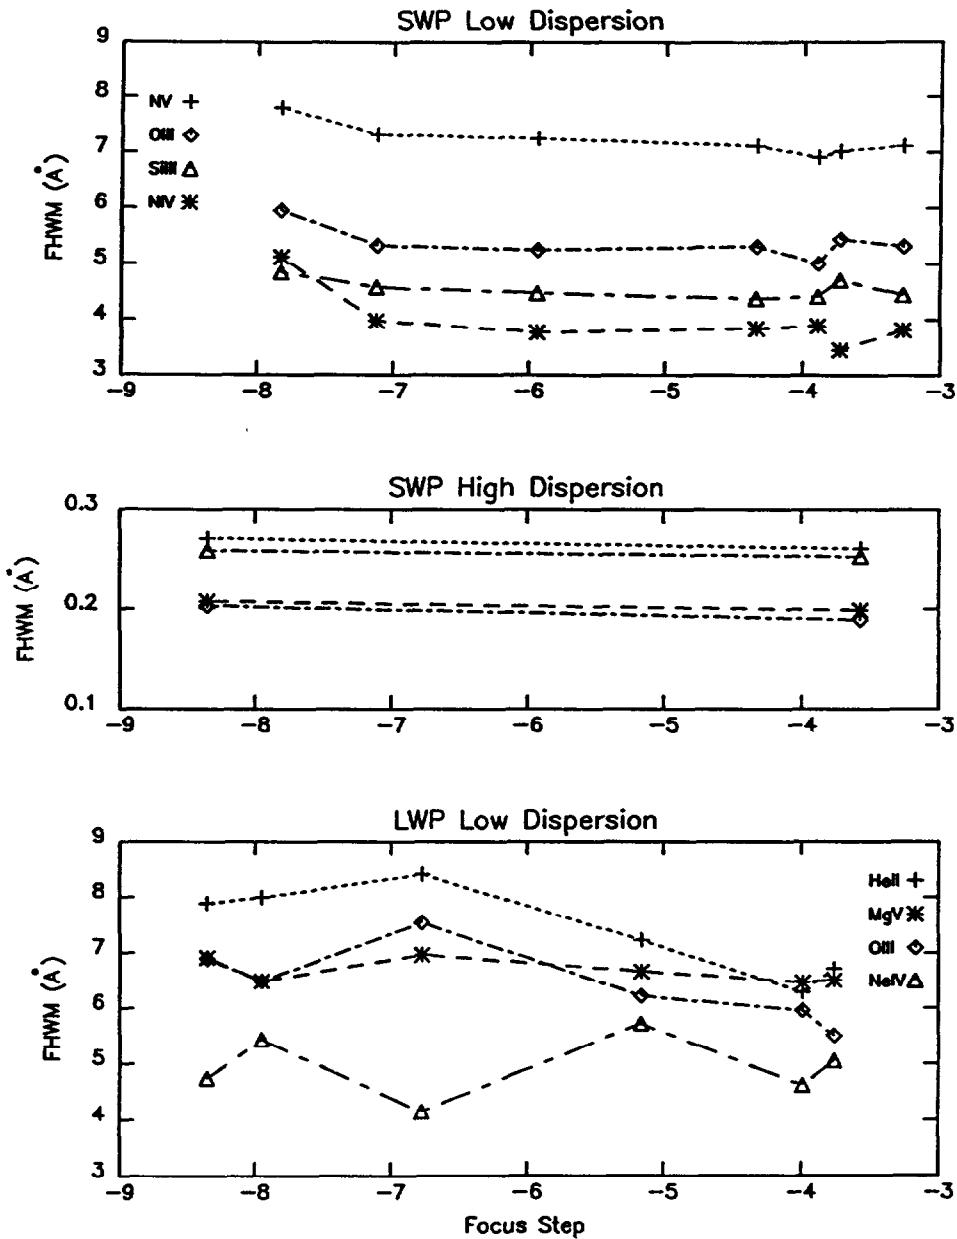 SWP Low Dispersion
9
8
7
6
5
4
3
FHWM (Å)
NV
OIII
SiIII
NIV
−9 −8 −7 −6 −5 −4 −3
SWP High Dispersion
0.3
0.2
0.1
FHWM (Å)
−9 −8 −7 −6 −5 −4 −3
LWP Low Dispersion
9
8
7
6
5
4
3
FHWM (Å)
HeII
MgV
OIII
NeIV
−9 −8 −7 −6 −5 −4 −3
Focus Step